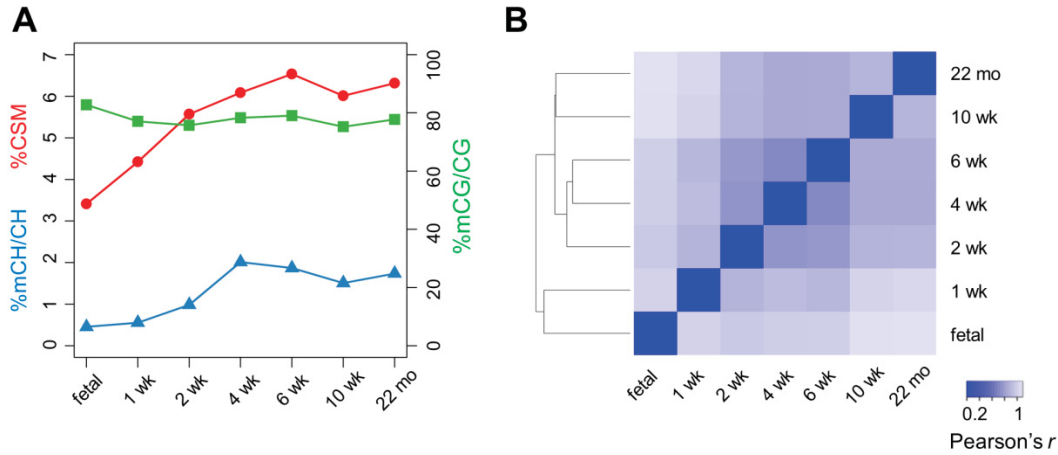 A
%CSM
%mCH/CH
7
6
5
4
3
2
1
0
100
80
60
40
20
0
%mCG/CG
fetal
1 wk
2 wk
4 wk
6 wk
10 wk
22 mo
B
22 mo
10 wk
6 wk
4 wk
2 wk
1 wk
fetal
fetal
1 wk
2 wk
4 wk
6 wk
10 wk
22 mo
0.2 1
Pearson's r